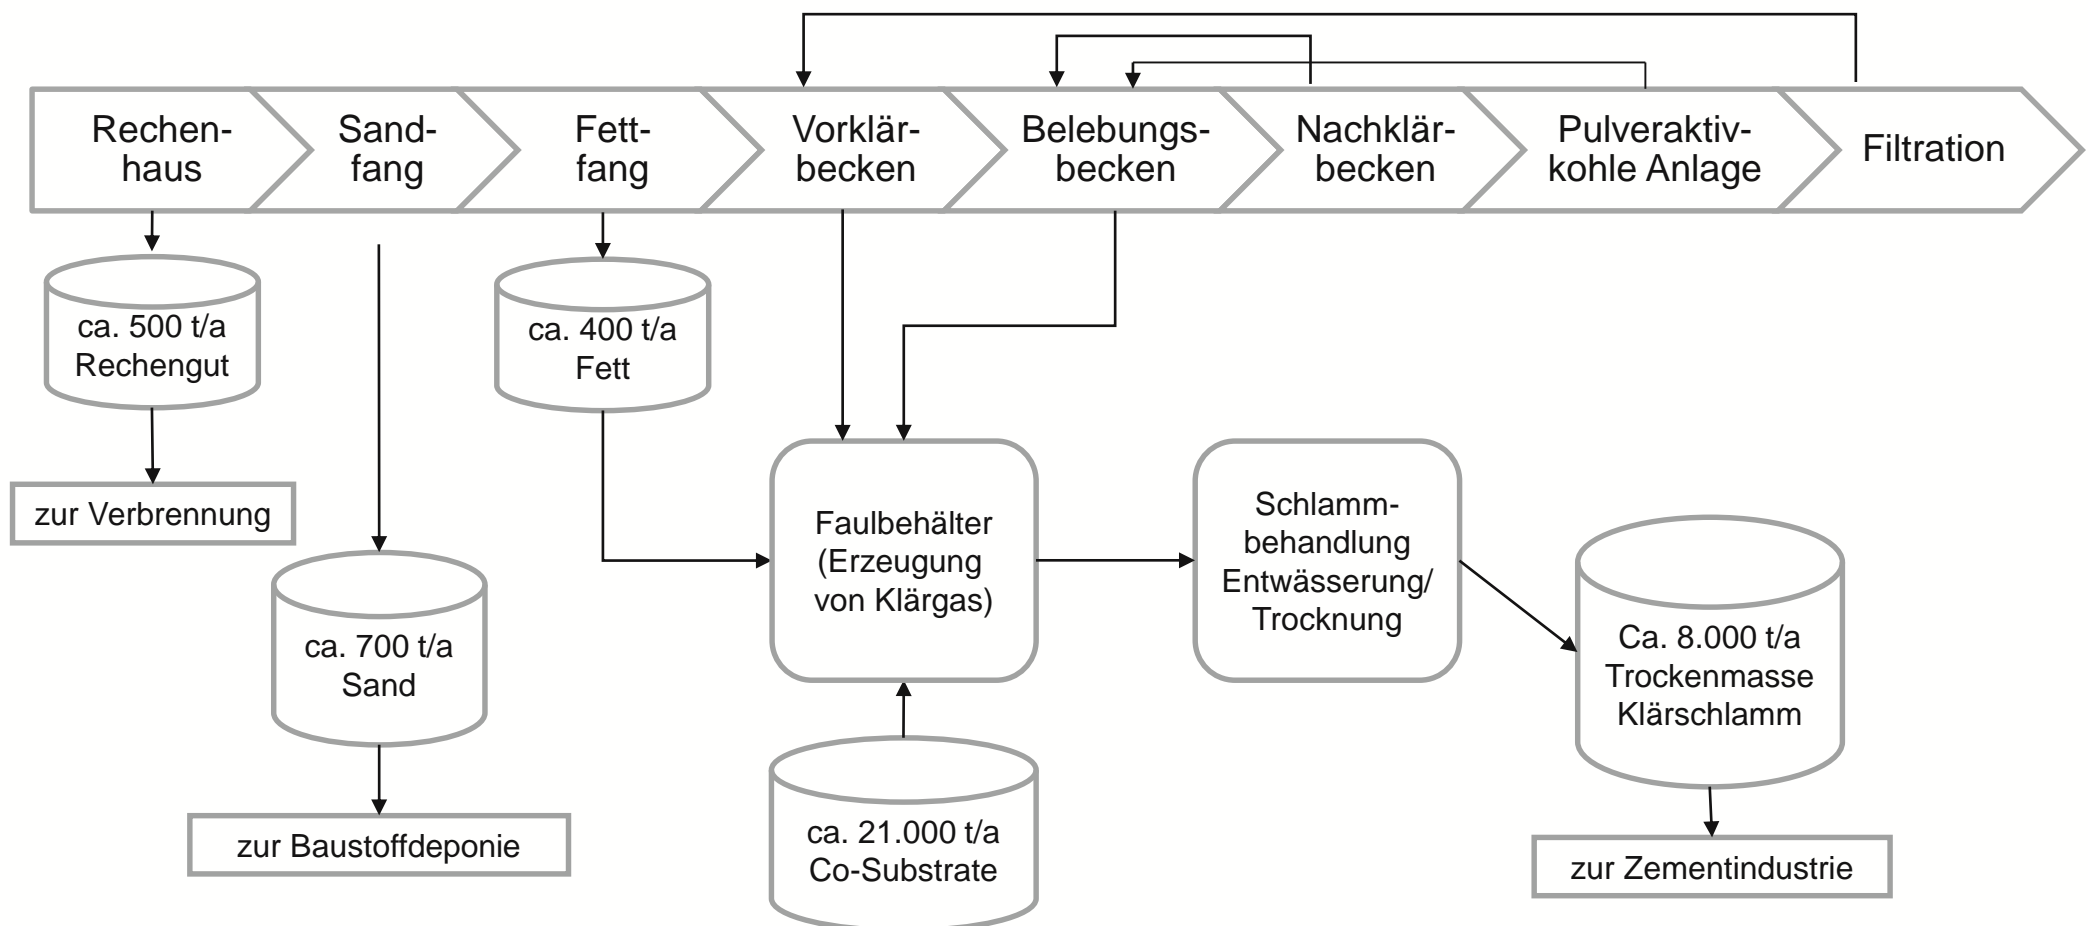 Rechen-
haus
Sand-
fang
Fett-
fang
Vorklär-
becken
Belebungs-
becken
Nachklär-
becken
Pulveraktiv-
kohle Anlage
Filtration
ca. 500 t/a
Rechengut
ca. 400 t/a
Fett
zur Verbrennung
Faulbehälter
(Erzeugung
von Klärgas)
Schlamm-
behandlung
Entwässerung/
Trocknung
ca. 700 t/a
Sand
Ca. 8.000 t/a
Trockenmasse
Klärschlamm
zur Baustoffdeponie
ca. 21.000 t/a
Co-Substrate
zur Zementindustrie